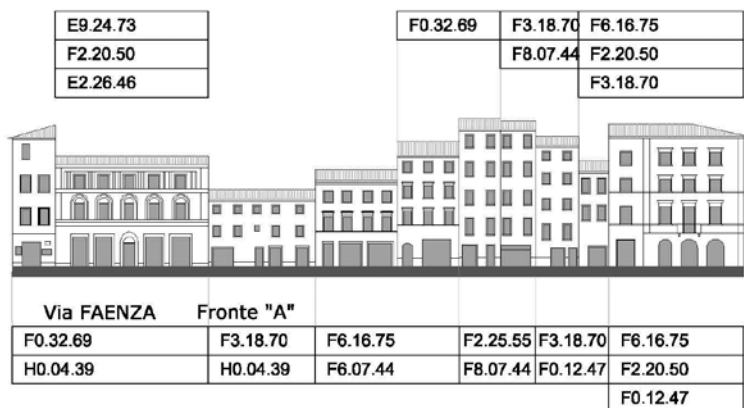 E9.24.73 F0.32.69 F3.18.70 F6.16.75
F2.20.50 F8.07.44 F2.20.50
E2.26.46 F3.18.70
Via FAENZA Fronte "A"
F0.32.69 F3.18.70 F6.16.75 F2.25.55 F3.18.70 F6.16.75
H0.04.39 H0.04.39 F6.07.44 F8.07.44 F0.12.47 F2.20.50
F0.12.47